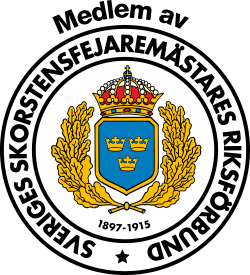 Medlem av
SVERIGES SKORSTENSFEJAREMÄSTARES RIKSFÖRBUND
1897-1915